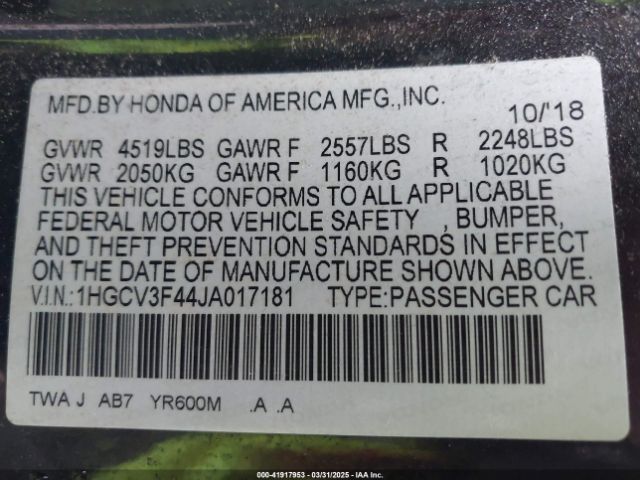 MFD.BY HONDA OF AMERICA MFG.,INC.
10/'18
GVWR 4519LBS GAWR F 2557LBS R 2248LBS
GVWR 2050KG GAWR F 1160KG R 1020KG
THIS VEHICLE CONFORMS TO ALL APPLICABLE
FEDERAL MOTOR VEHICLE SAFETY , BUMPER,
AND THEFT PREVENTION STANDARDS IN EFFECT
ON THE DATE OF MANUFACTURE SHOWN ABOVE.
V.I.N.:1HGCV3F44JA017181 TYPE:PASSENGER CAR
TWA J AB7 YR600M .A .A
000-41917953 — 03/31/2025 — IAA Inc.